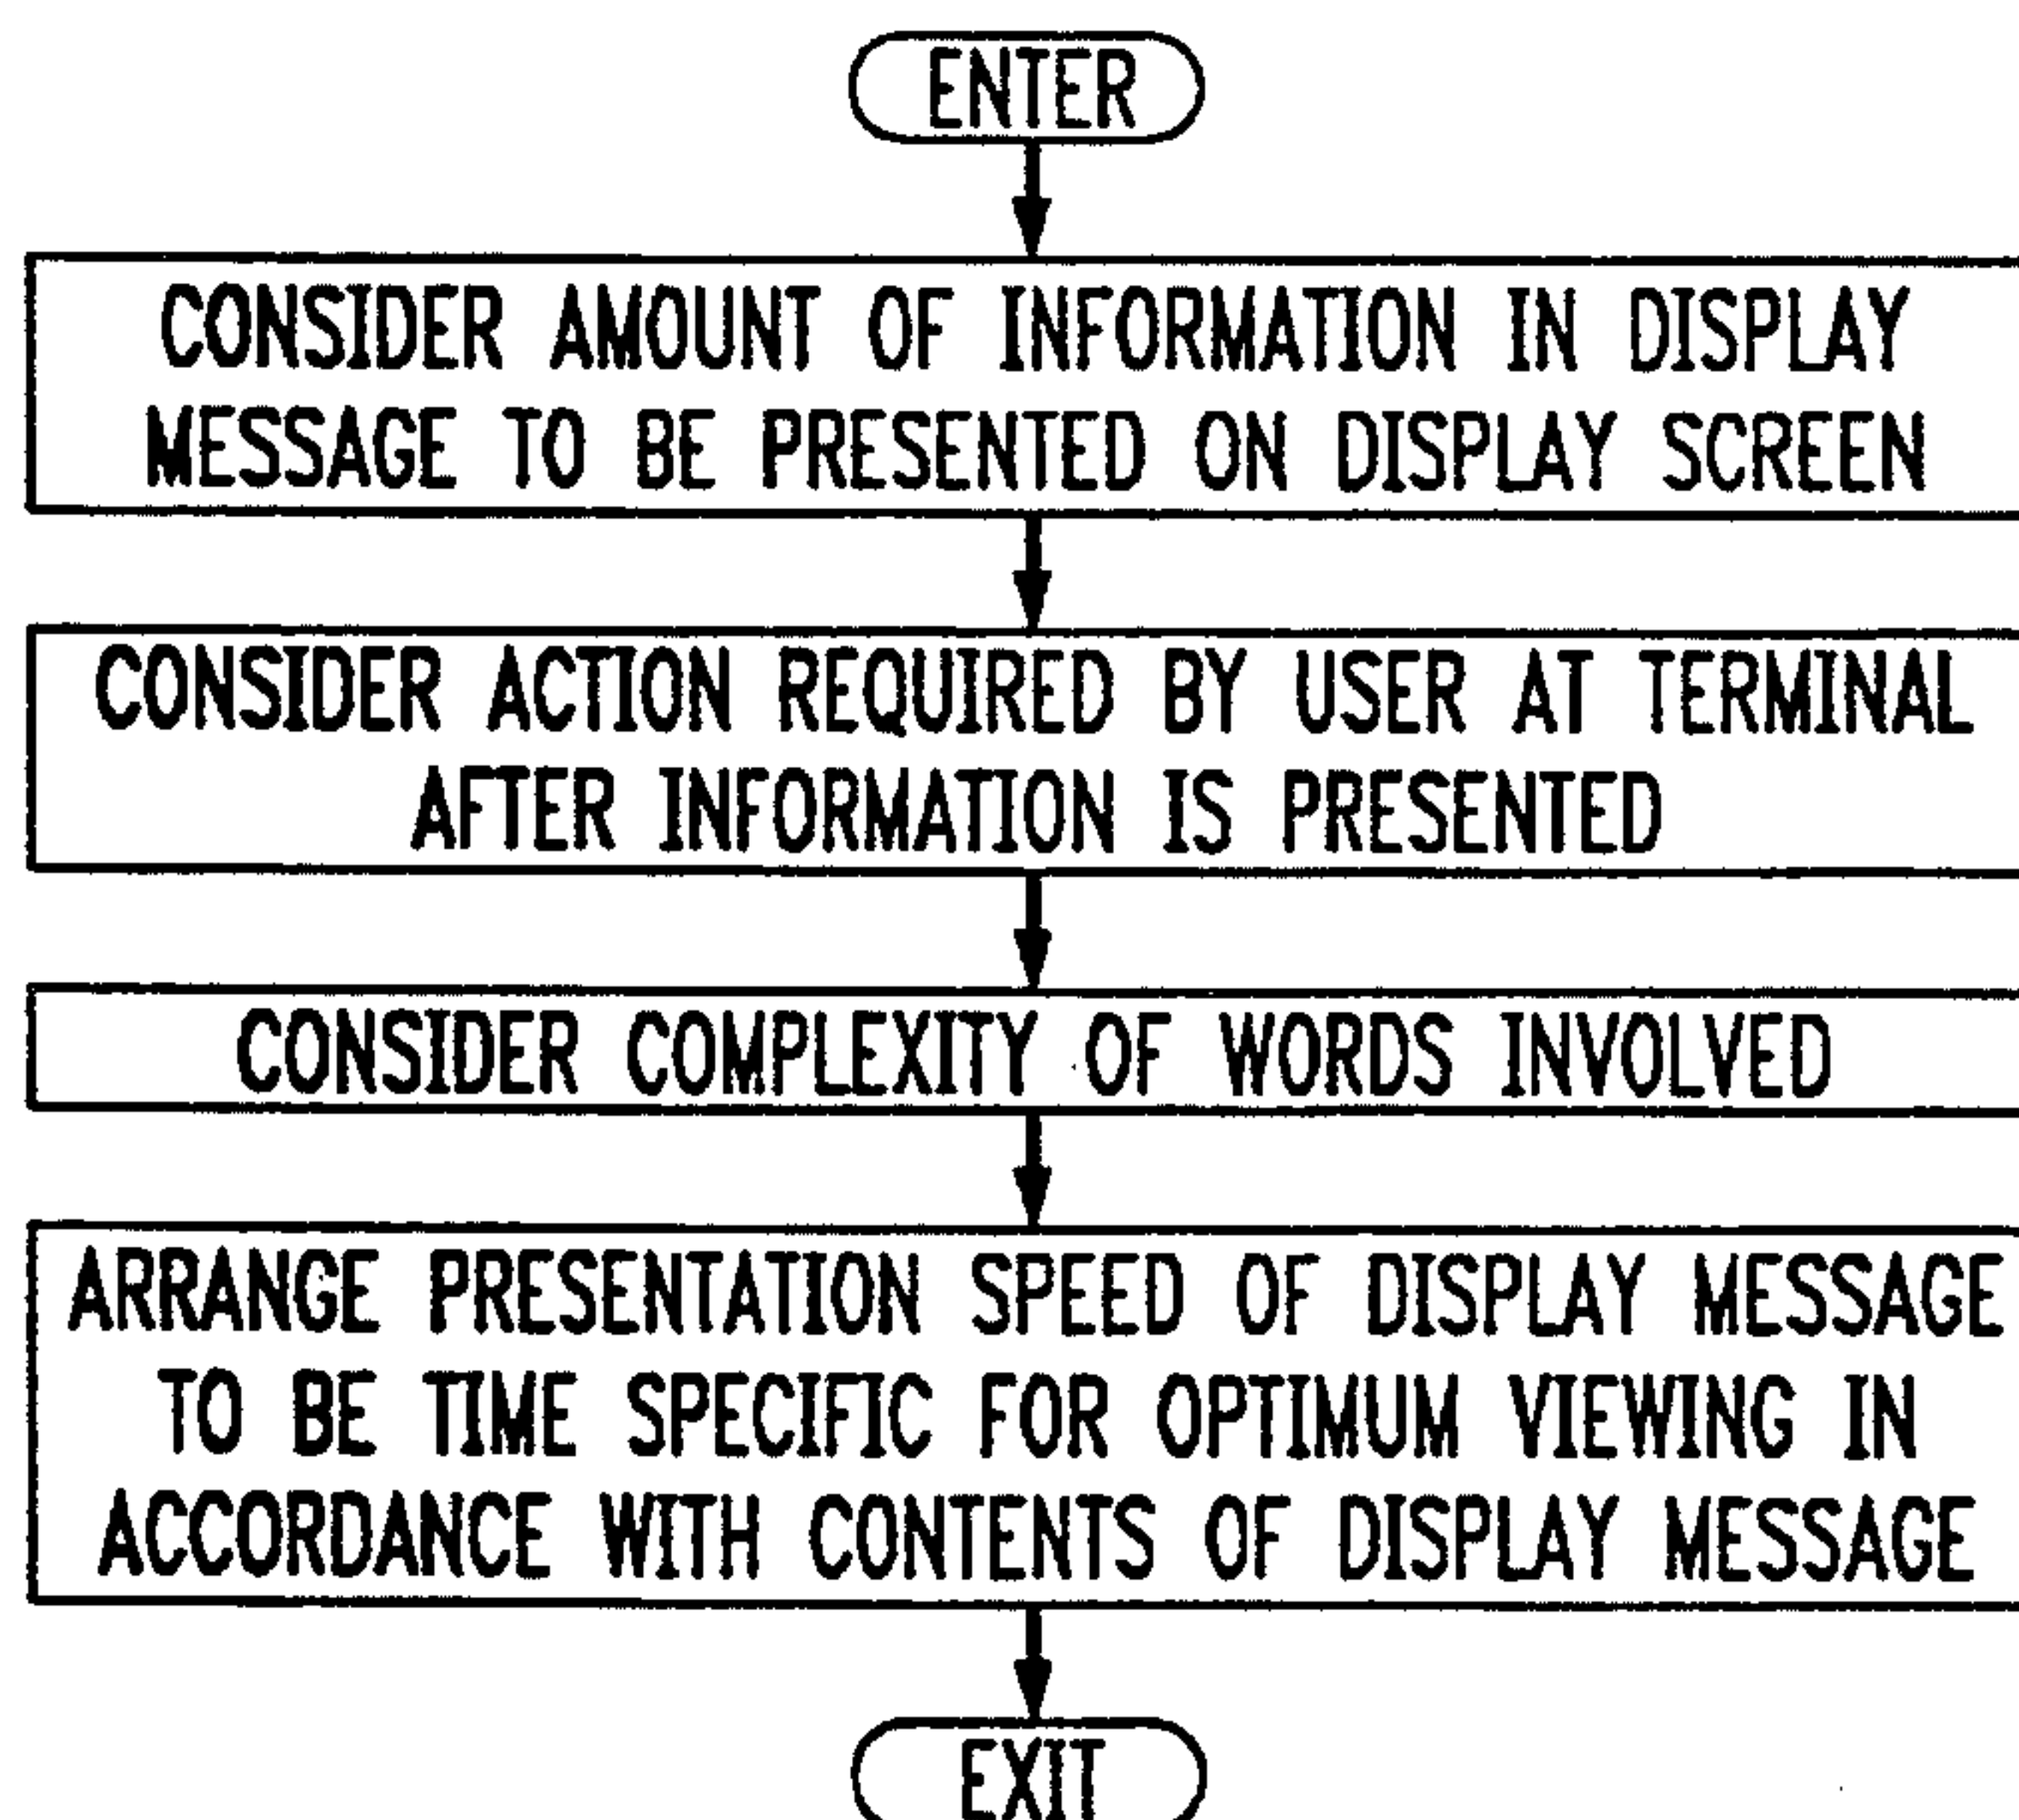 ENTER
CONSIDER AMOUNT OF INFORMATION IN DISPLAY
MESSAGE TO BE PRESENTED ON DISPLAY SCREEN
CONSIDER ACTION REQUIRED BY USER AT TERMINAL
AFTER INFORMATION IS PRESENTED
CONSIDER COMPLEXITY OF WORDS INVOLVED
ARRANGE PRESENTATION SPEED OF DISPLAY MESSAGE
TO BE TIME SPECIFIC FOR OPTIMUM VIEWING IN
ACCORDANCE WITH CONTENTS OF DISPLAY MESSAGE
EXIT